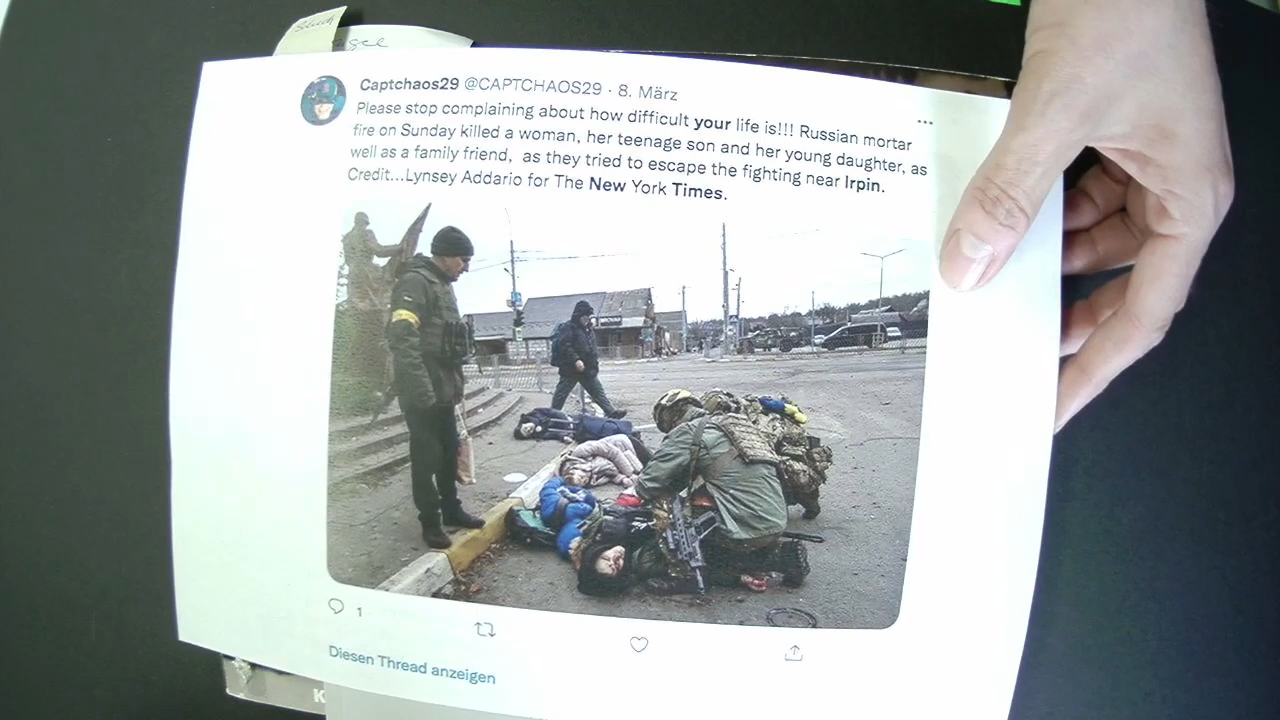 Captchaos29 @CAPTCHAOS29 · 8. März
Please stop complaining about how difficult your life is!!! Russian mortar
fire on Sunday killed a woman, her teenage son and her young daughter, as
well as a family friend, as they tried to escape the fighting near Irpin.
Credit...Lynsey Addario for The New York Times.
1
Diesen Thread anzeigen
K